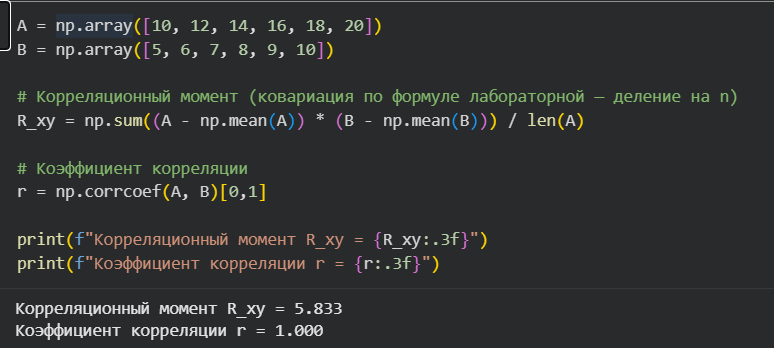 A = np.array([10, 12, 14, 16, 18, 20])
B = np.array([5, 6, 7, 8, 9, 10])
# Корреляционный момент (ковариация по формуле лабораторной — деление на n)
R_xy = np.sum((A - np.mean(A)) * (B - np.mean(B))) / len(A)
# Коэффициент корреляции
r = np.corrcoef(A, B)[0,1]
print(f"Корреляционный момент R_xy = {R_xy:.3f}")
print(f"Коэффициент корреляции r = {r:.3f}")
Корреляционный момент R_xy = 5.833
Коэффициент корреляции r = 1.000